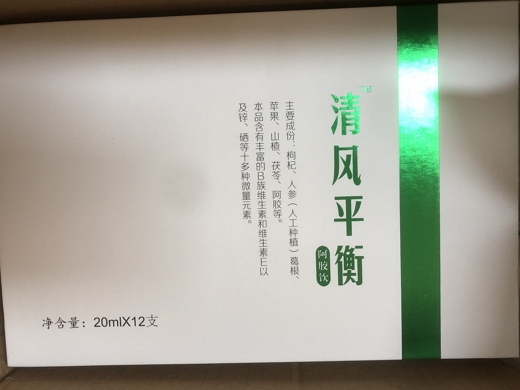 清风平衡
阿胶饮
主要成份：枸杞、人参（人工种植）葛根、
苹果、山楂、茯苓、阿胶等。
本品含有丰富的B族维生素和维生素E以
及锌、硒等十多种微量元素。
净含量：20mlX12支